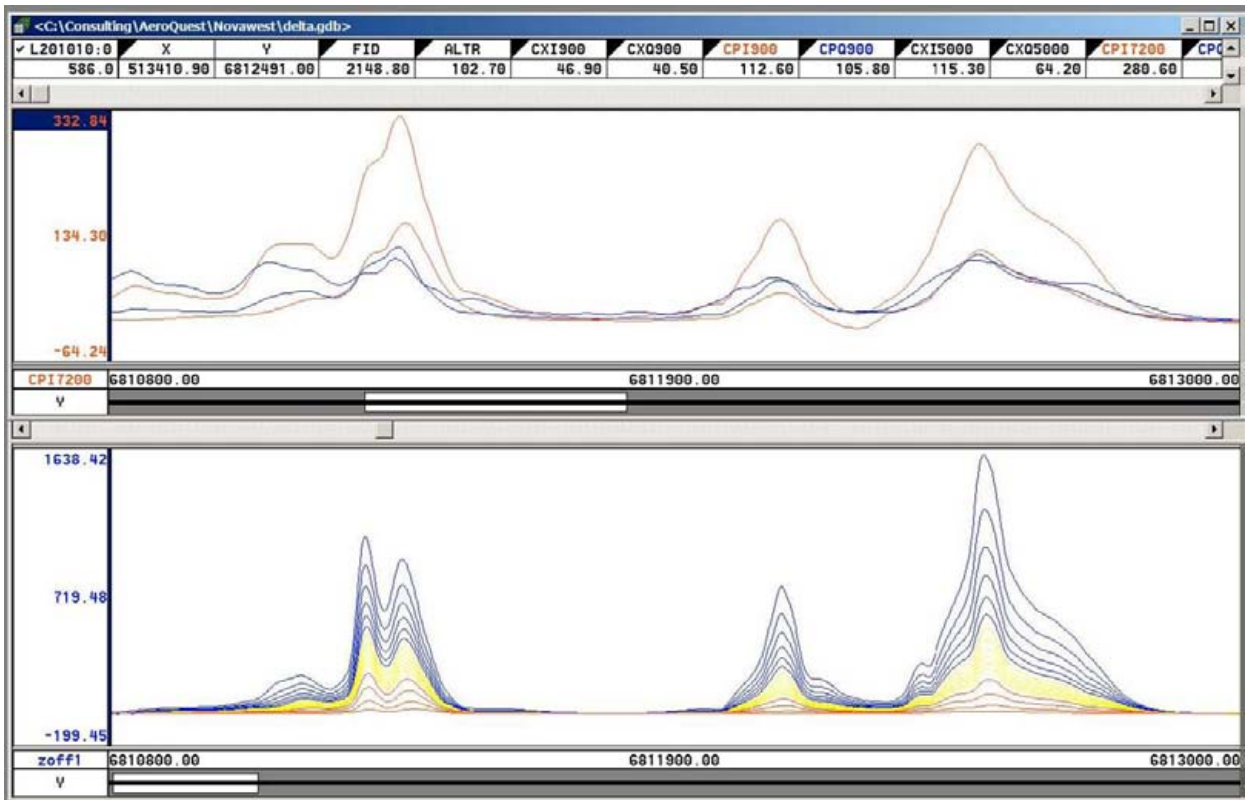 <C:\Consulting\AeroQuest\Novawest\delta.gdb>
✓ L201010:0 X Y FID ALTR CXI900 CXQ900 CPI900 CPQ900 CXI5000 CXQ5000 CPI7200
586.0 513410.90 6812491.00 2148.80 102.70 46.90 40.50 112.60 105.80 115.30 64.20 280.60
332.84
134.30
-64.24
CPI7200 6810800.00 6811900.00 6813000.00
Y
1638.42
719.48
-199.45
zoff1 6810800.00 6811900.00 6813000.00
Y